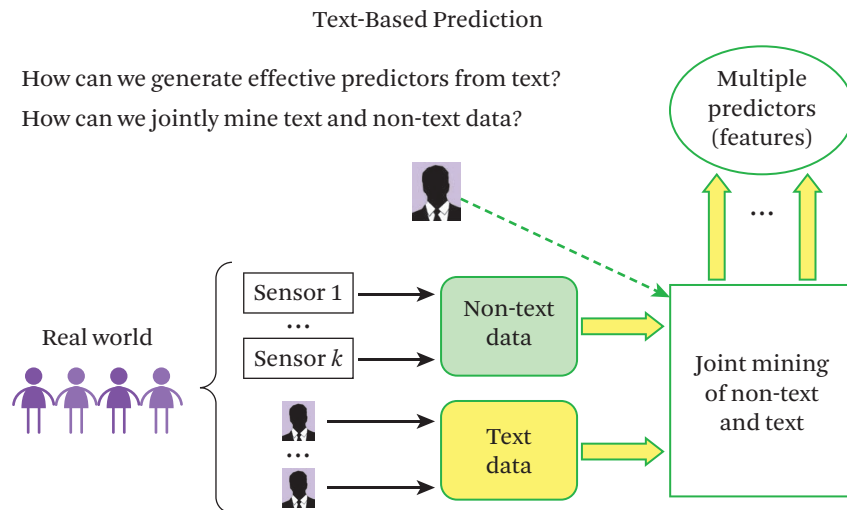 Text-Based Prediction
How can we generate effective predictors from text?
How can we jointly mine text and non-text data?
Multiple
predictors
(features)
...
Real world
Sensor 1
...
Sensor k
...
Non-text
data
Text
data
Joint mining
of non-text
and text